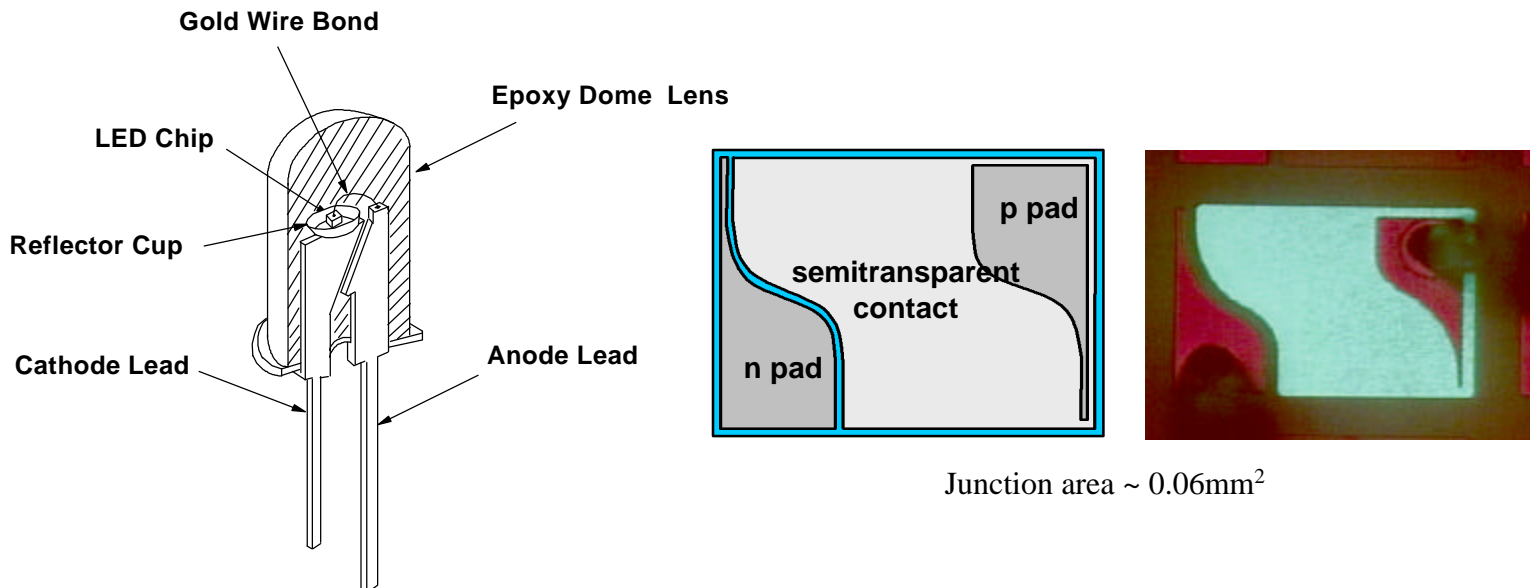 Gold Wire Bond
Epoxy Dome Lens
LED Chip
Reflector Cup
Cathode Lead
Anode Lead
p pad
semitransparent
contact
n pad
Junction area ~ 0.06mm²